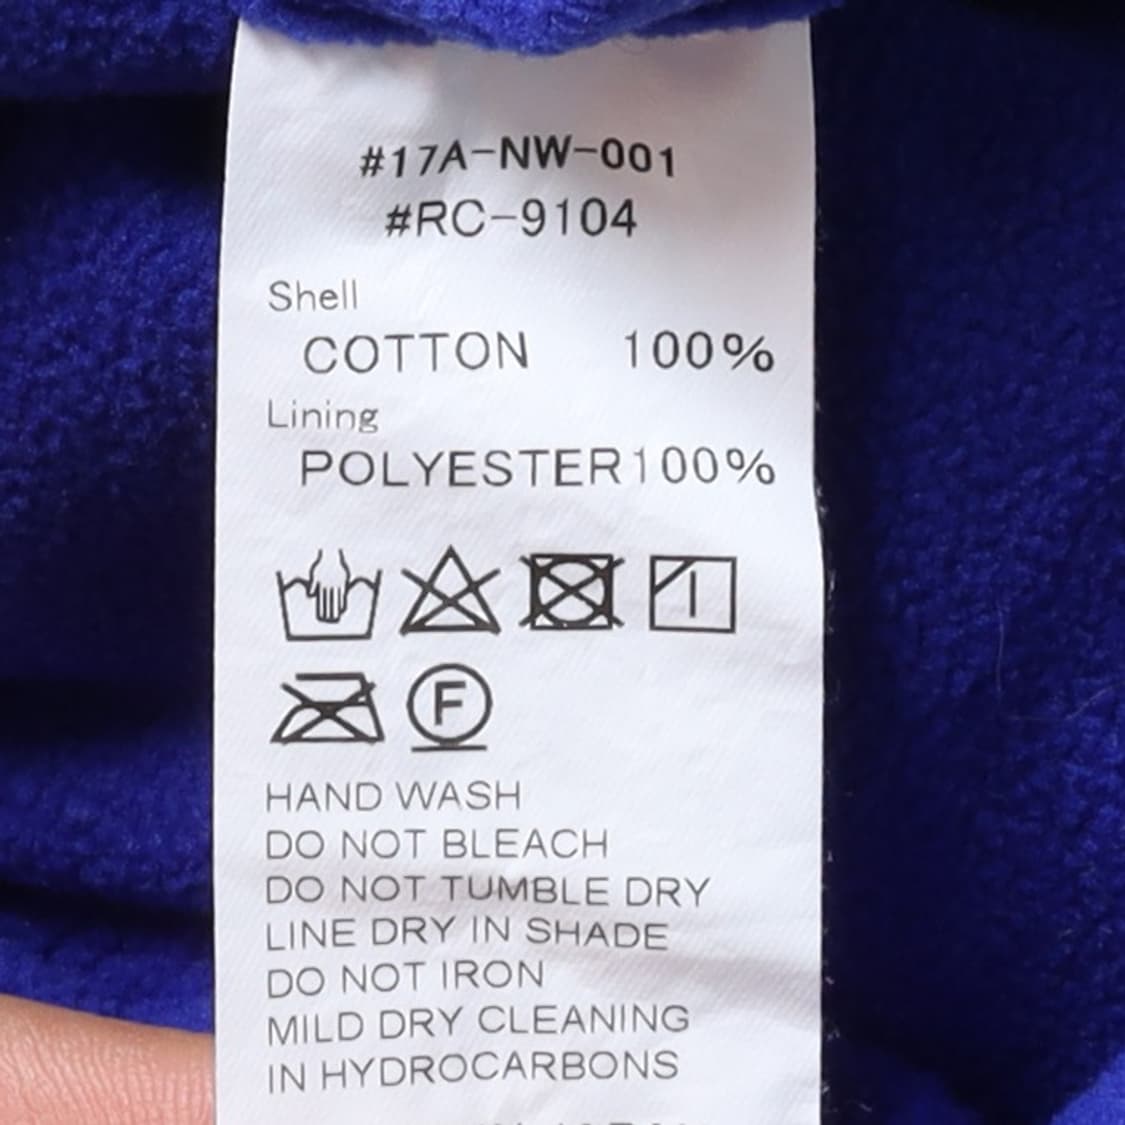 #17A-NW-001
#RC-9104
Shell
COTTON 100%
Lining
POLYESTER100%
F
HAND WASH
DO NOT BLEACH
DO NOT TUMBLE DRY
LINE DRY IN SHADE
DO NOT IRON
MILD DRY CLEANING
IN HYDROCARBONS